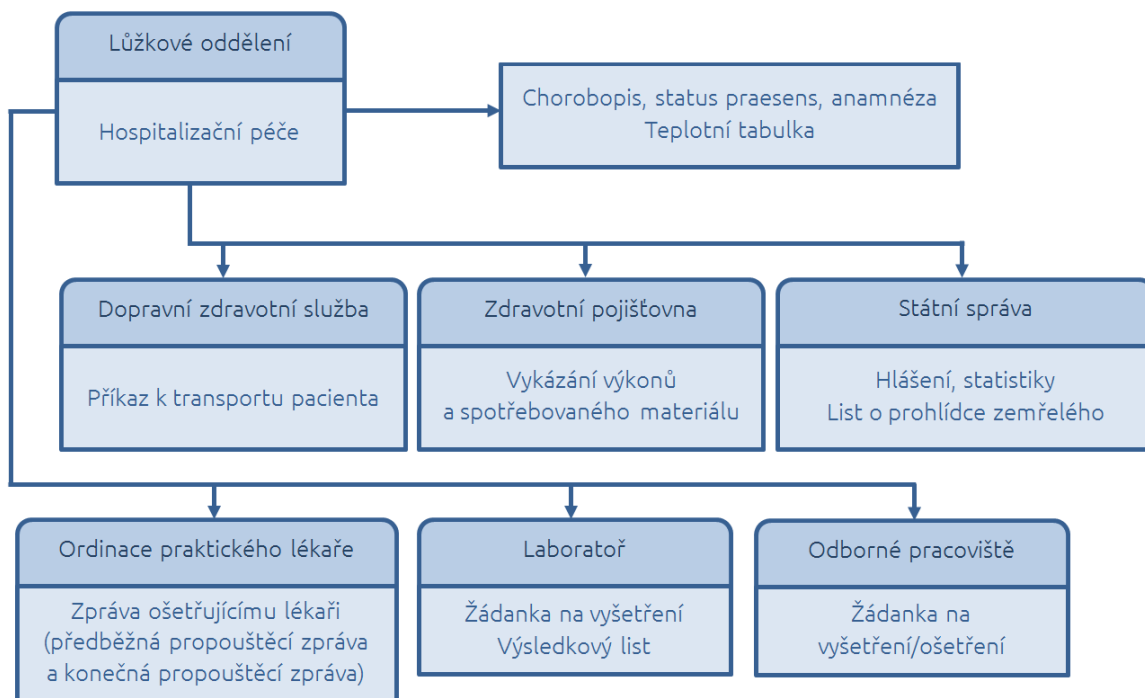 Lůžkové oddělení
Hospitalizační péče
Chorobopis, status praesens, anamnéza
Teplotní tabulka
Dopravní zdravotní služba
Příkaz k transportu pacienta
Zdravotní pojišťovna
Vykázání výkonů
a spotřebovaného materiálu
Státní správa
Hlášení, statistiky
List o prohlídce zemřelého
Ordinace praktického lékaře
Zpráva ošetřujícímu lékaři
(předběžná propouštěcí zpráva
a konečná propouštěcí zpráva)
Laboratoř
Žádanka na vyšetření
Výsledkový list
Odborné pracoviště
Žádanka na
vyšetření/ošetření